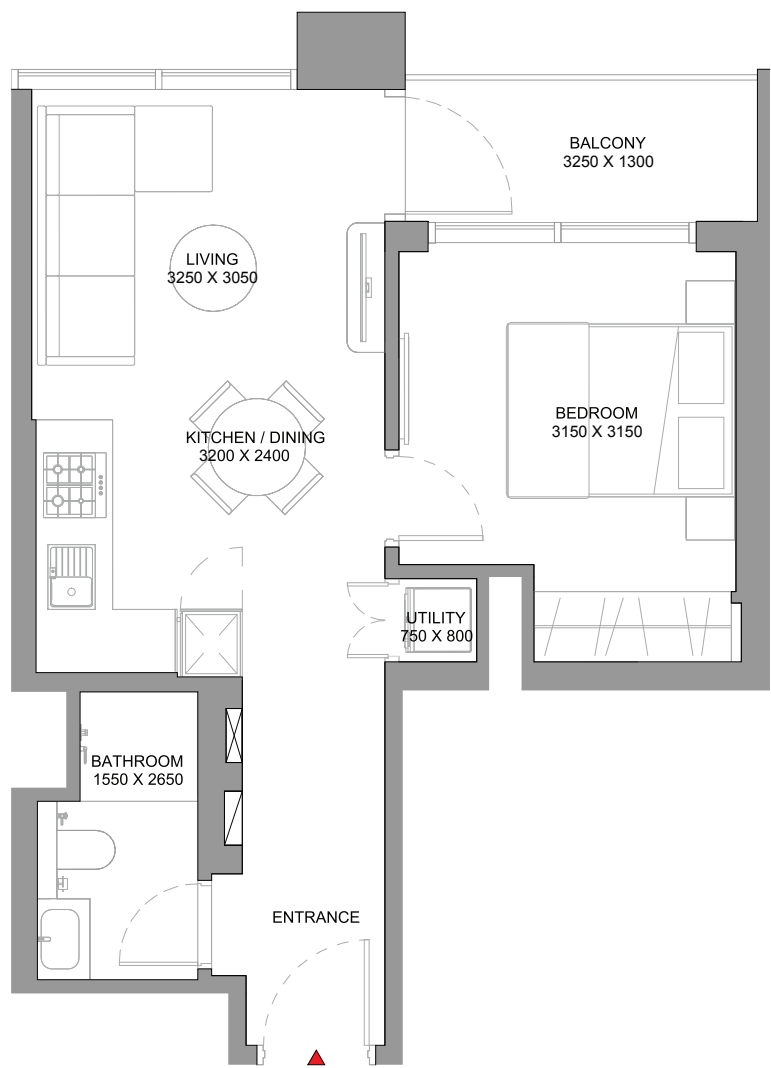 BALCONY
3250 X 1300
LIVING
3250 X 3050
BEDROOM
3150 X 3150
KITCHEN / DINING
3200 X 2400
UTILITY
750 X 800
BATHROOM
1550 X 2650
ENTRANCE